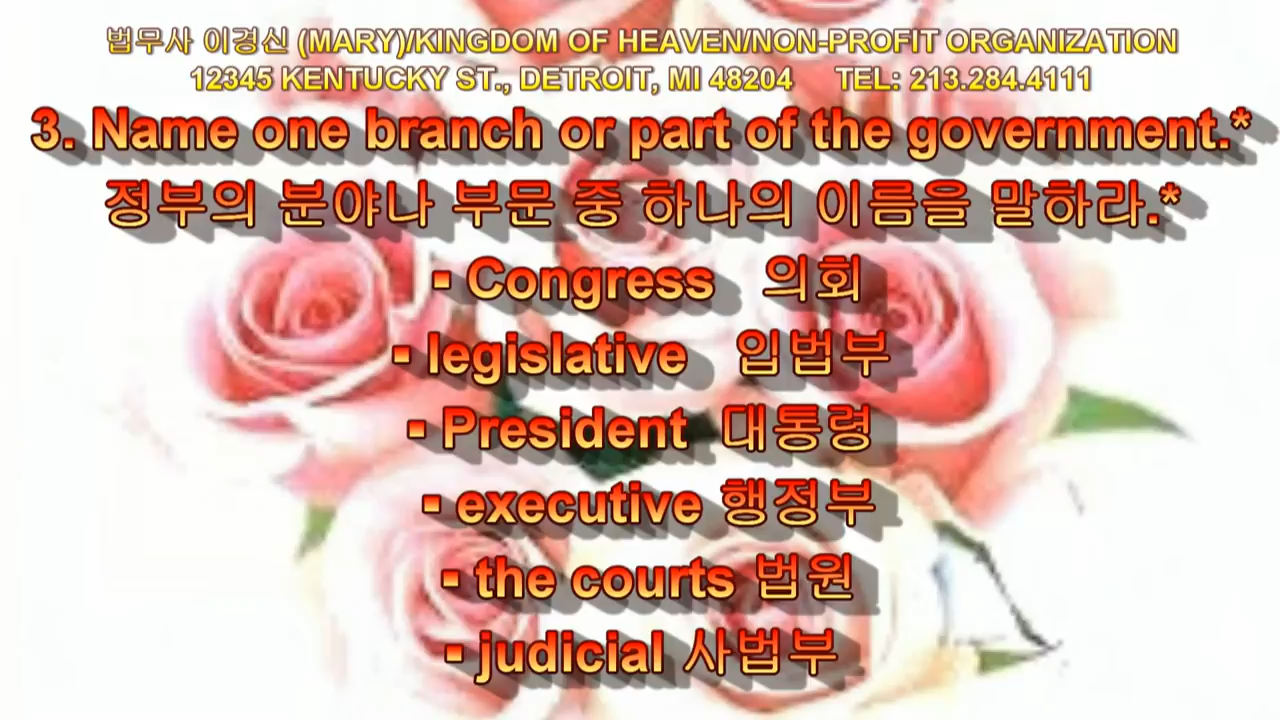 법무사 이경신 (MARY)/KINGDOM OF HEAVEN/NON-PROFIT ORGANIZATION
12345 KENTUCKY ST., DETROIT, MI 48204 TEL: 213.284.4111
3. Name one branch or part of the government.*
정부의 분야나 부문 중 하나의 이름을 말하라.*
▪ Congress 의회
▪ legislative 입법부
▪ President 대통령
▪ executive 행정부
▪ the courts 법원
▪ judicial 사법부